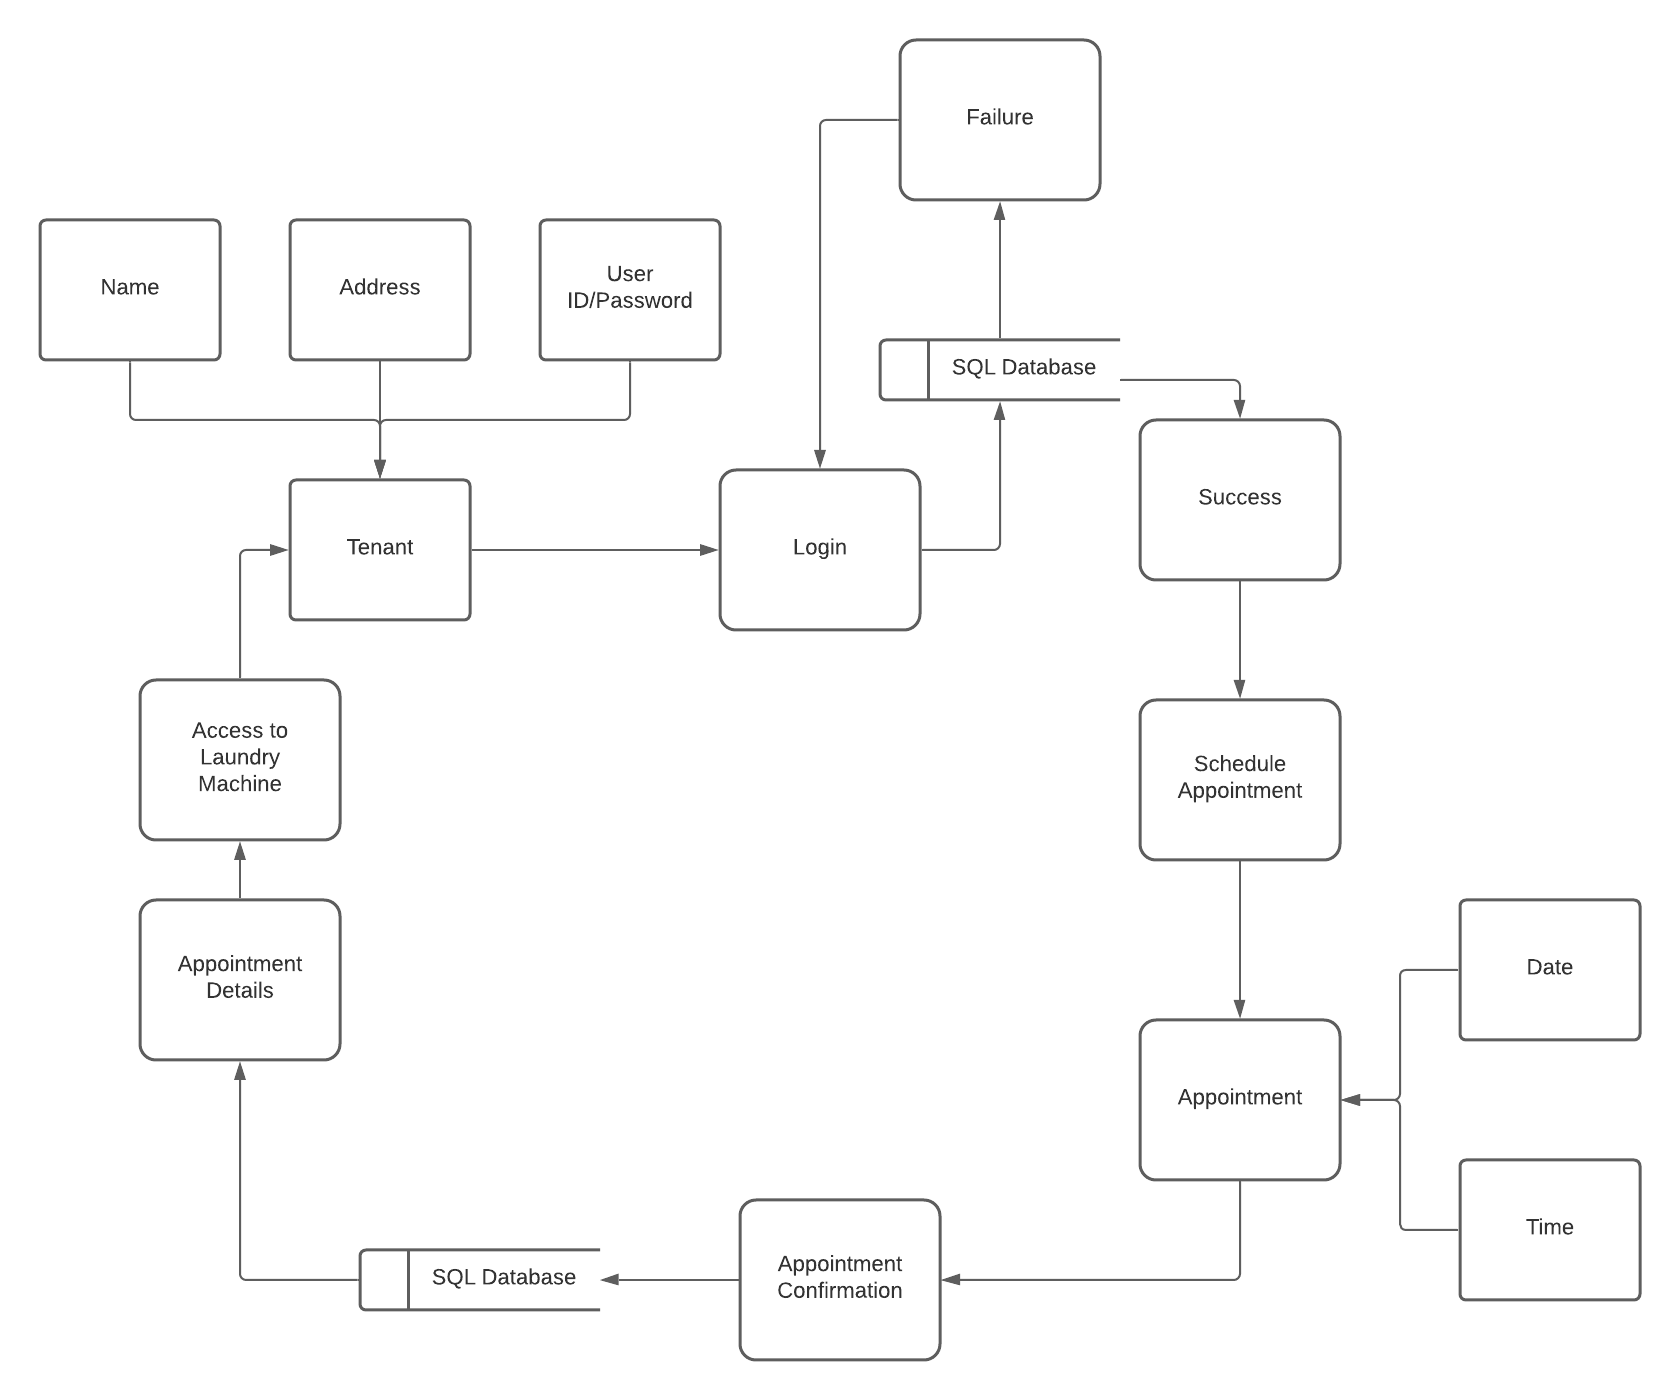 Failure
Name
Address
User
ID/Password
SQL Database
Success
Tenant
Login
Access to
Laundry
Machine
Schedule
Appointment
Appointment
Details
Date
Appointment
Time
Appointment
Confirmation
SQL Database